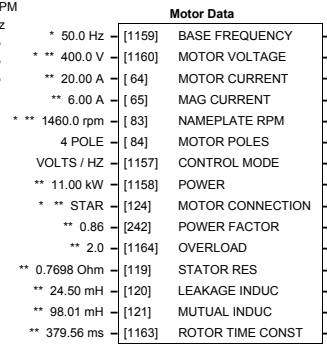 PM
z
Motor Data
* 50.0 Hz – [1159] BASE FREQUENCY –
* ** 400.0 V – [1160] MOTOR VOLTAGE –
** 20.00 A – [ 64] MOTOR CURRENT –
** 6.00 A – [ 65] MAG CURRENT –
* ** 1460.0 rpm – [ 83] NAMEPLATE RPM –
4 POLE – [ 84] MOTOR POLES –
VOLTS / HZ – [1157] CONTROL MODE –
** 11.00 kW – [1158] POWER –
* ** STAR – [124] MOTOR CONNECTION –
** 0.86 – [242] POWER FACTOR –
** 2.0 – [1164] OVERLOAD –
** 0.7698 Ohm – [119] STATOR RES –
** 24.50 mH – [120] LEAKAGE INDUC –
** 98.01 mH – [121] MUTUAL INDUC –
** 379.56 ms – [1163] ROTOR TIME CONST –